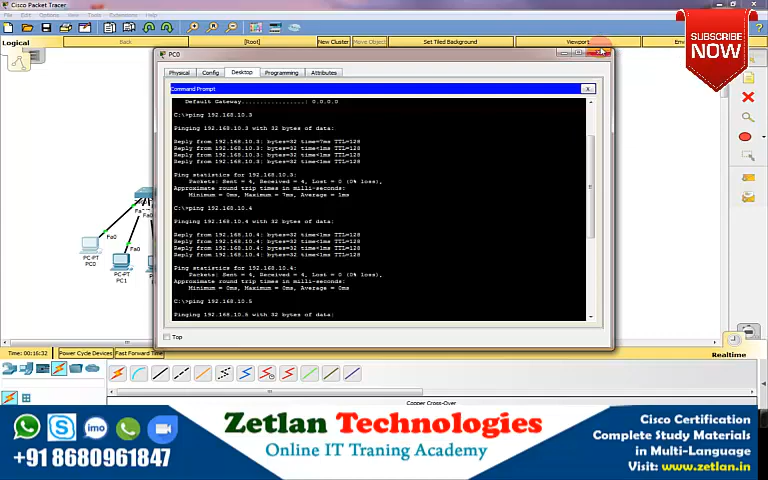 Cisco Packet Tracer
File Edit Options View Tools Extensions Help
Logical
Back
[Root]
New Cluster
Move Object
Set Tiled Background
Viewport
SUBSCRIBE
NOW
PC0
Physical
Config
Desktop
Programming
Attributes
Command Prompt
X
Default Gateway.................: 0.0.0.0
C:\>ping 192.168.10.3
Pinging 192.168.10.3 with 32 bytes of data:
Reply from 192.168.10.3: bytes=32 time=7ms TTL=128
Reply from 192.168.10.3: bytes=32 time<1ms TTL=128
Reply from 192.168.10.3: bytes=32 time<1ms TTL=128
Reply from 192.168.10.3: bytes=32 time<1ms TTL=128
Ping statistics for 192.168.10.3:
Packets: Sent = 4, Received = 4, Lost = 0 (0% loss),
Approximate round trip times in milli-seconds:
Minimum = 0ms, Maximum = 7ms, Average = 1ms
C:\>ping 192.168.10.4
Pinging 192.168.10.4 with 32 bytes of data:
Reply from 192.168.10.4: bytes=32 time<1ms TTL=128
Reply from 192.168.10.4: bytes=32 time<1ms TTL=128
Reply from 192.168.10.4: bytes=32 time<1ms TTL=128
Reply from 192.168.10.4: bytes=32 time<1ms TTL=128
Ping statistics for 192.168.10.4:
Packets: Sent = 4, Received = 4, Lost = 0 (0% loss),
Approximate round trip times in milli-seconds:
Minimum = 0ms, Maximum = 0ms, Average = 0ms
C:\>ping 192.168.10.5
Pinging 192.168.10.5 with 32 bytes of data:
Top
Fa0
Fa0
PC-PT
PC0
PC-PT
PC1
Time: 00:16:32
Power Cycle Devices
Fast Forward Time
Realtime
Copper Cross-Over
imo
+91 8680961847
Zetlan Technologies
Online IT Traning Academy
Cisco Certification
Complete Study Materials
in Multi-Language
Visit: www.zetlan.in